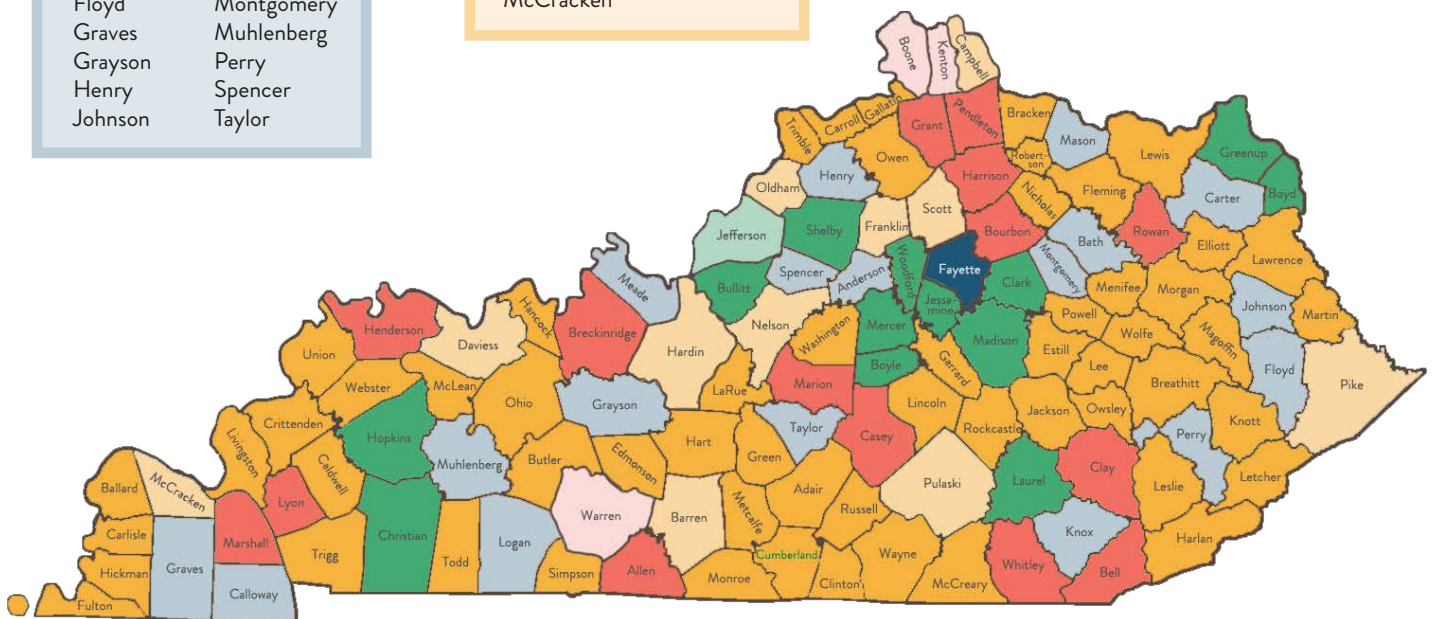 Floyd Montgomery
Graves Muhlenberg
Grayson Perry
Henry Spencer
Johnson Taylor
McCracken
Boone
Kenton
Campbell
Gallatin
Carroll
Trimble
Grant
Pendleton
Bracken
Mason
Robert-
son
Lewis
Greenup
Boyd
Owen
Henry
Oldham
Harrison
Nicholas
Fleming
Carter
Scott
Franklin
Shelby
Jefferson
Bourbon
Bath
Rowan
Elliott
Lawrence
Montgomery
Fayette
Woodford
Anderson
Spencer
Bullitt
Meade
Jessa-
mine
Clark
Menifee
Morgan
Johnson
Martin
Hancock
Breckinridge
Hardin
Nelson
Washington
Mercer
Madison
Powell
Wolfe
Magoffin
Floyd
Pike
Henderson
Daviess
Union
Webster
McLean
Ohio
Grayson
LaRue
Marion
Boyle
Garrard
Estill
Lee
Breathitt
Knott
Lincoln
Jackson
Owsley
Perry
Crittenden
Livingston
Hopkins
Muhlenberg
Butler
Edmonson
Hart
Green
Taylor
Casey
Rockcastle
Clay
Leslie
Letcher
Caldwell
Lyon
Ballard
McCracken
Carlisle
Hickman
Fulton
Graves
Marshall
Calloway
Trigg
Christian
Todd
Logan
Warren
Simpson
Allen
Barren
Metcalfe
Monroe
Adair
Cumberland
Russell
Clinton
Wayne
Pulaski
McCreary
Laurel
Whitley
Knox
Bell
Harlan